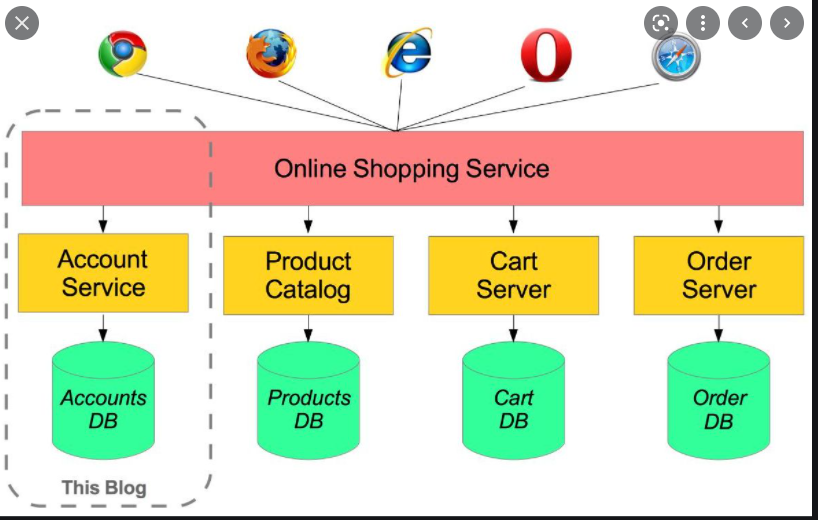 Online Shopping Service
Account
Service
Product
Catalog
Cart
Server
Order
Server
Accounts
DB
Products
DB
Cart
DB
Order
DB
This Blog